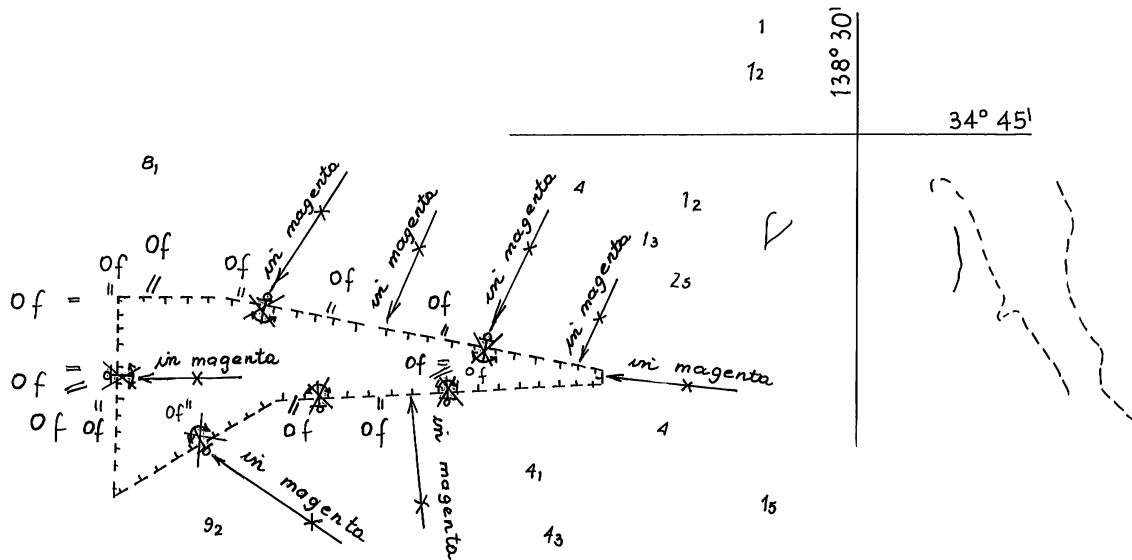 1
1₂
138° 30'
34° 45'
8₁
in magenta
in magenta
4
in magenta
1₂
1₃
in magenta
2₅
Of
Of
Of
Of
Of
Of =
Of =
in magenta
Of =
Of
in magenta
Of
Of
Of"
Of
Of
in magenta
in magenta
4
4₁
4₃
1₅
9₂